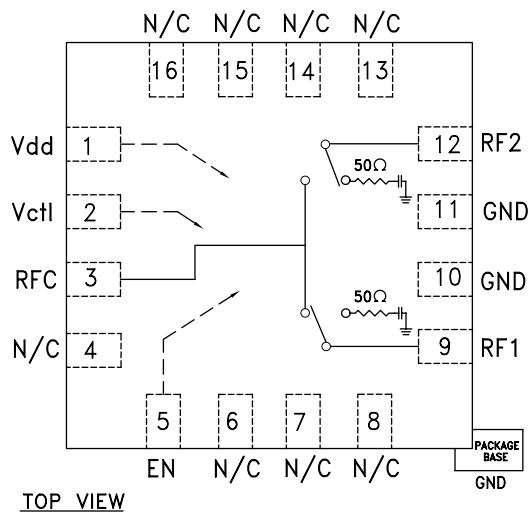 N/C N/C N/C N/C
16 15 14 13
Vdd 1
12 RF2
50Ω
Vctl 2
11 GND
RFC 3
10 GND
50Ω
N/C 4
9 RF1
5 6 7 8
EN N/C N/C N/C
PACKAGE
BASE
GND
TOP VIEW